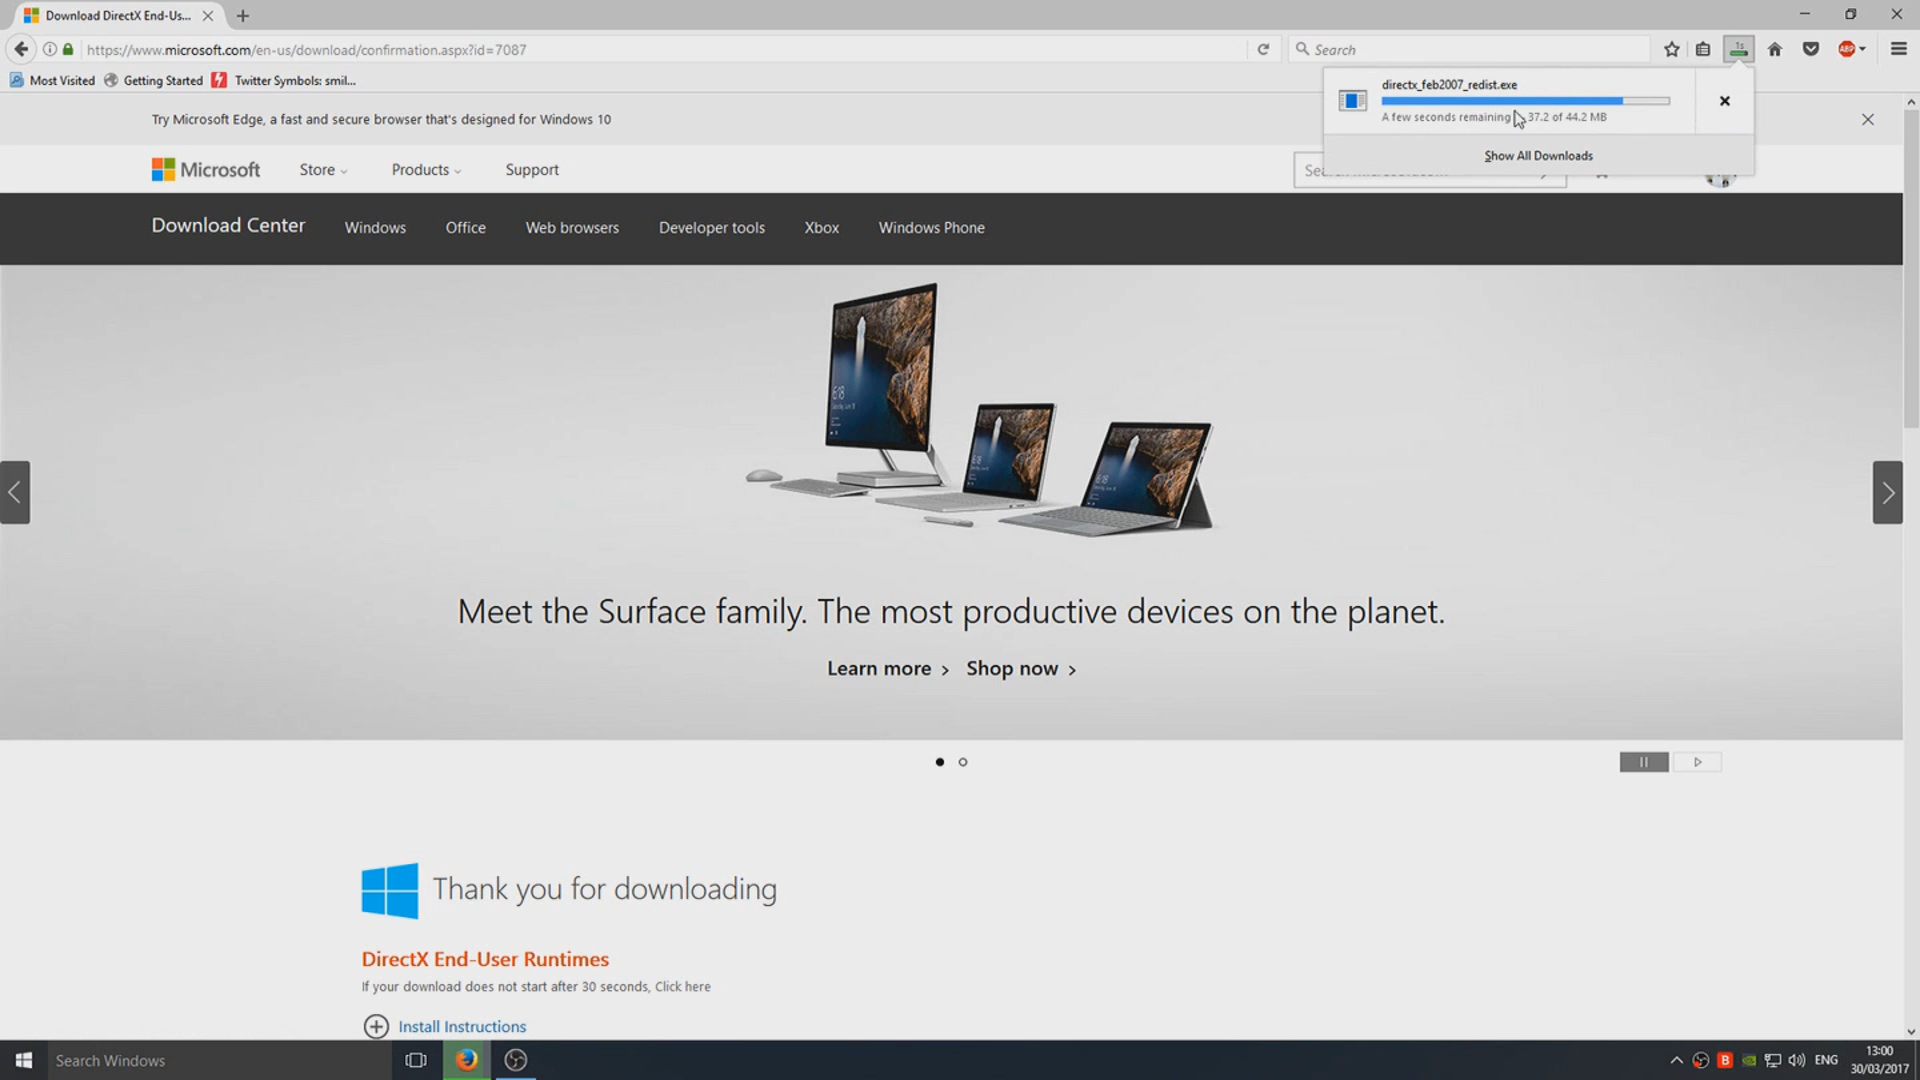 Download DirectX End-Us...
https://www.microsoft.com/en-us/download/confirmation.aspx?id=7087
Search
1s
ABP
Most Visited
Getting Started
Twitter Symbols: smil...
directx_feb2007_redist.exe
A few seconds remaining 37.2 of 44.2 MB
Show All Downloads
Try Microsoft Edge, a fast and secure browser that's designed for Windows 10
Microsoft
Store
Products
Support
Download Center
Windows
Office
Web browsers
Developer tools
Xbox
Windows Phone
Meet the Surface family. The most productive devices on the planet.
Learn more
Shop now
Thank you for downloading
DirectX End-User Runtimes
If your download does not start after 30 seconds, Click here
Install Instructions
Search Windows
B
ENG
13:00
30/03/2017